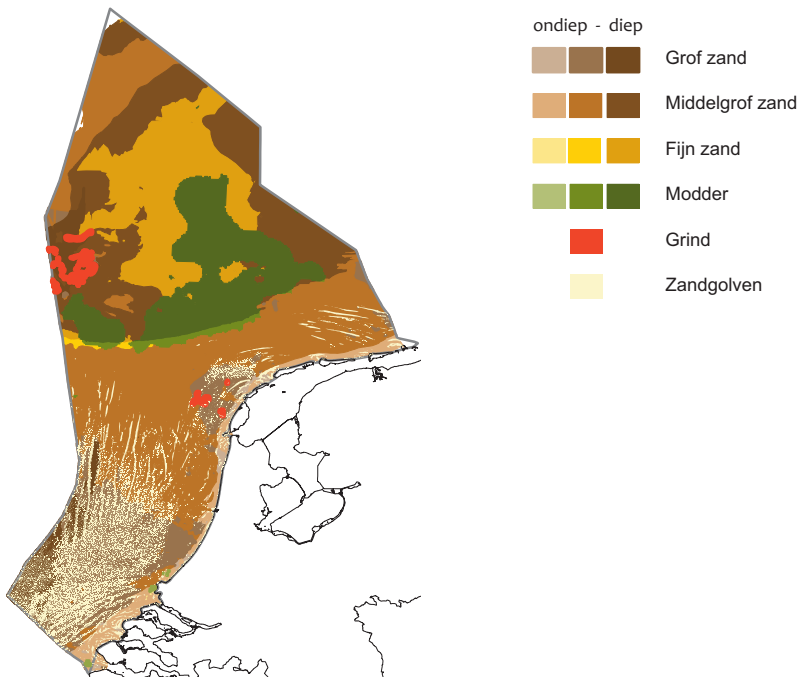 ondiep - diep
Grof zand
Middelgrof zand
Fijn zand
Modder
Grind
Zandgolven